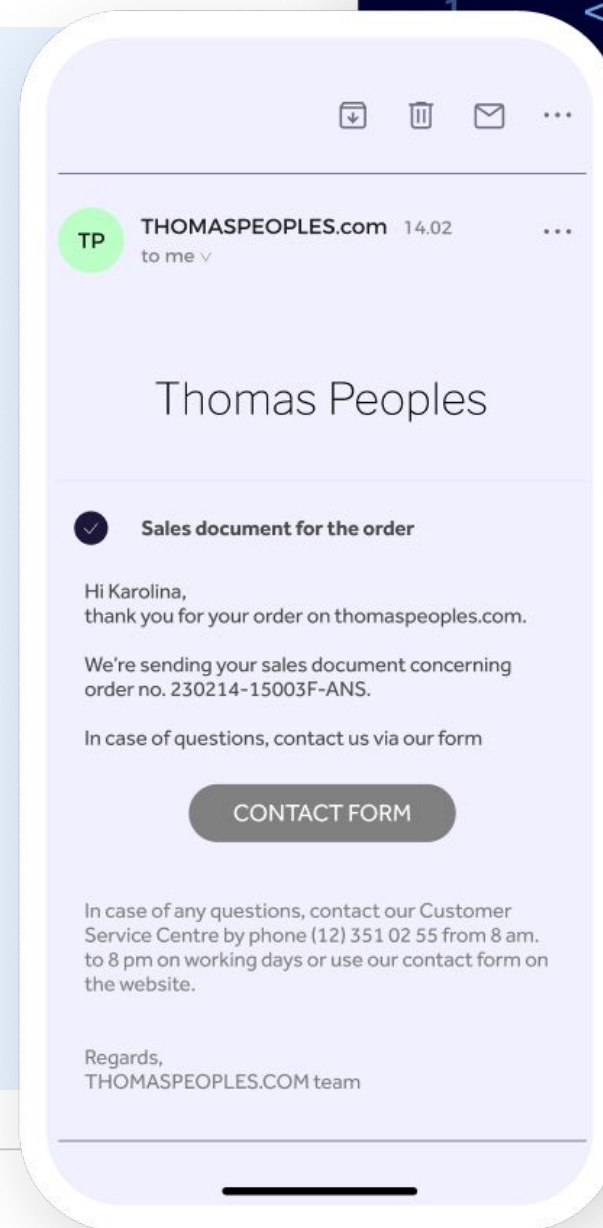 1 <
TP
THOMASPEOPLES.com 14.02
to me
Thomas Peoples
Sales document for the order
Hi Karolina,
thank you for your order on thomaspeoples.com.
We're sending your sales document concerning
order no. 230214-15003F-ANS.
In case of questions, contact us via our form
CONTACT FORM
In case of any questions, contact our Customer
Service Centre by phone (12) 351 02 55 from 8 am.
to 8 pm on working days or use our contact form on
the website.
Regards,
THOMASPEOPLES.COM team